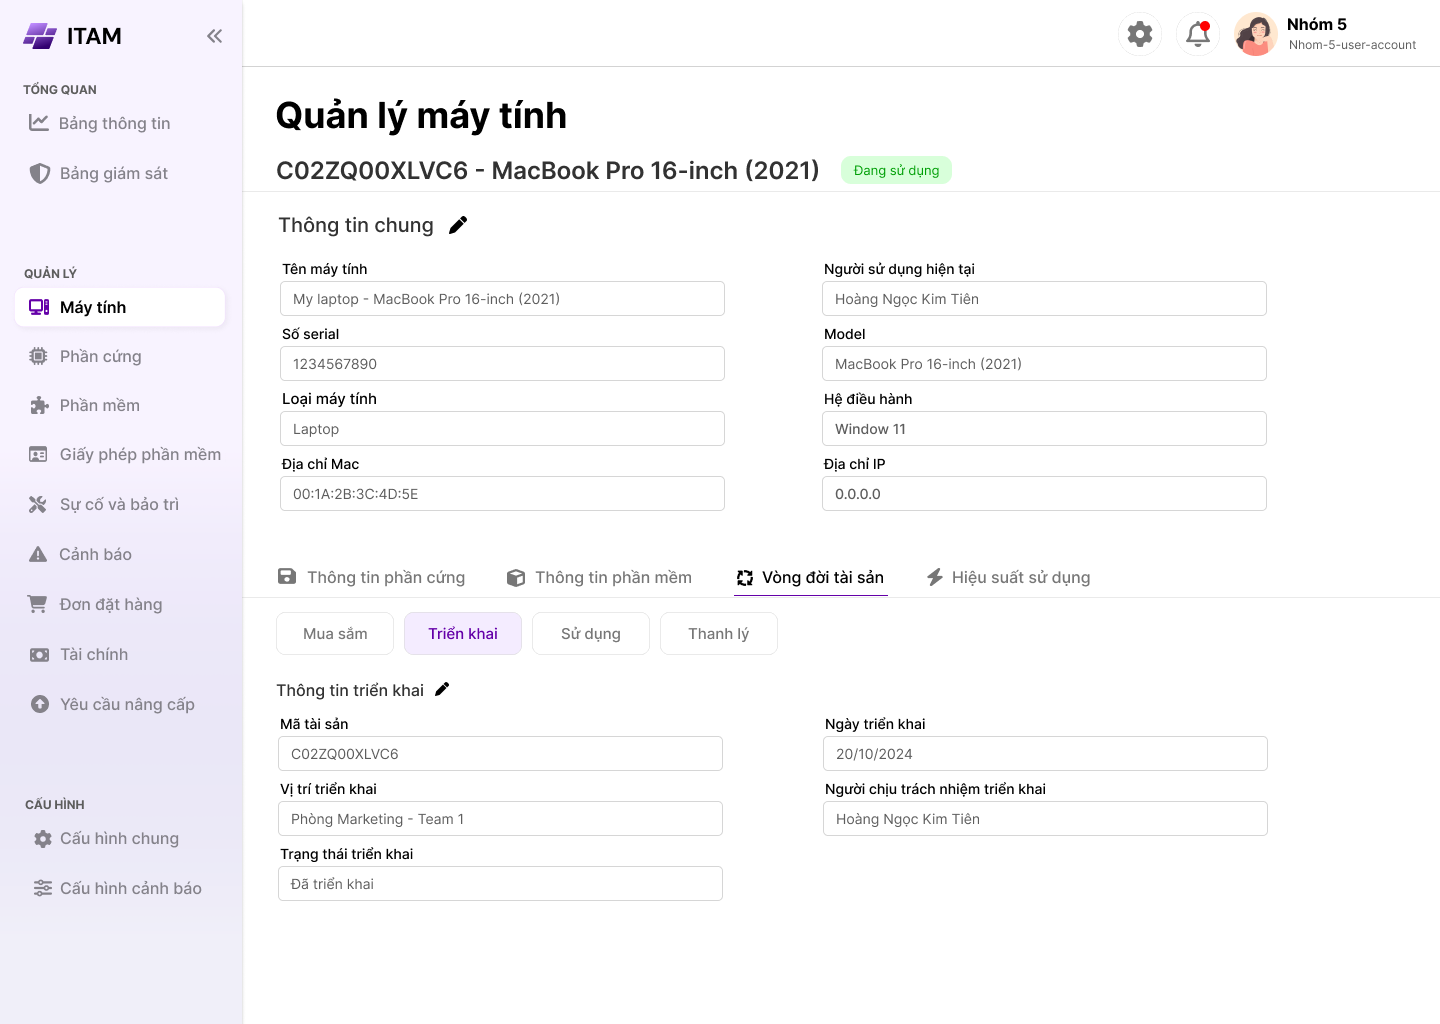 ITAM
TỔNG QUAN
Bảng thông tin
Bảng giám sát
QUẢN LÝ
Máy tính
Phần cứng
Phần mềm
Giấy phép phần mềm
Sự cố và bảo trì
Cảnh báo
Đơn đặt hàng
Tài chính
Yêu cầu nâng cấp
CẤU HÌNH
Cấu hình chung
Cấu hình cảnh báo
Nhóm 5
Nhom-5-user-account
Quản lý máy tính
C02ZQ00XLVC6 - MacBook Pro 16-inch (2021)
Đang sử dụng
Thông tin chung
Tên máy tính
My laptop - MacBook Pro 16-inch (2021)
Người sử dụng hiện tại
Hoàng Ngọc Kim Tiên
Số serial
1234567890
Model
MacBook Pro 16-inch (2021)
Loại máy tính
Laptop
Hệ điều hành
Window 11
Địa chỉ Mac
00:1A:2B:3C:4D:5E
Địa chỉ IP
0.0.0.0
Thông tin phần cứng
Thông tin phần mềm
Vòng đời tài sản
Hiệu suất sử dụng
Mua sắm
Triển khai
Sử dụng
Thanh lý
Thông tin triển khai
Mã tài sản
C02ZQ00XLVC6
Ngày triển khai
20/10/2024
Vị trí triển khai
Phòng Marketing - Team 1
Người chịu trách nhiệm triển khai
Hoàng Ngọc Kim Tiên
Trạng thái triển khai
Đã triển khai